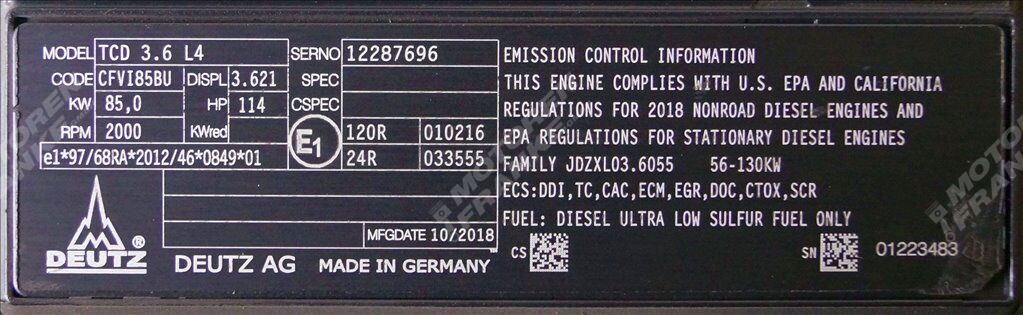 MODEL TCD 3.6 L4 SERNO 12287696
CODE CFVI85BU DISPL 3.621 SPEC
KW 85,0 HP 114 CSPEC
RPM 2000 KWred E1 120R 010216
24R 033555
e1*97/68RA*2012/46*0849*01
MFGDATE 10/2018
DEUTZ ®
DEUTZ AG MADE IN GERMANY
EMISSION CONTROL INFORMATION
THIS ENGINE COMPLIES WITH U.S. EPA AND CALIFORNIA
REGULATIONS FOR 2018 NONROAD DIESEL ENGINES AND
EPA REGULATIONS FOR STATIONARY DIESEL ENGINES
FAMILY JDZXL03.6055 56-130KW
ECS:DDI,TC,CAC,ECM,EGR,DOC,CTOX,SCR
FUEL: DIESEL ULTRA LOW SULFUR FUEL ONLY
CS SN 01223483
MOTOREN
FRANKE